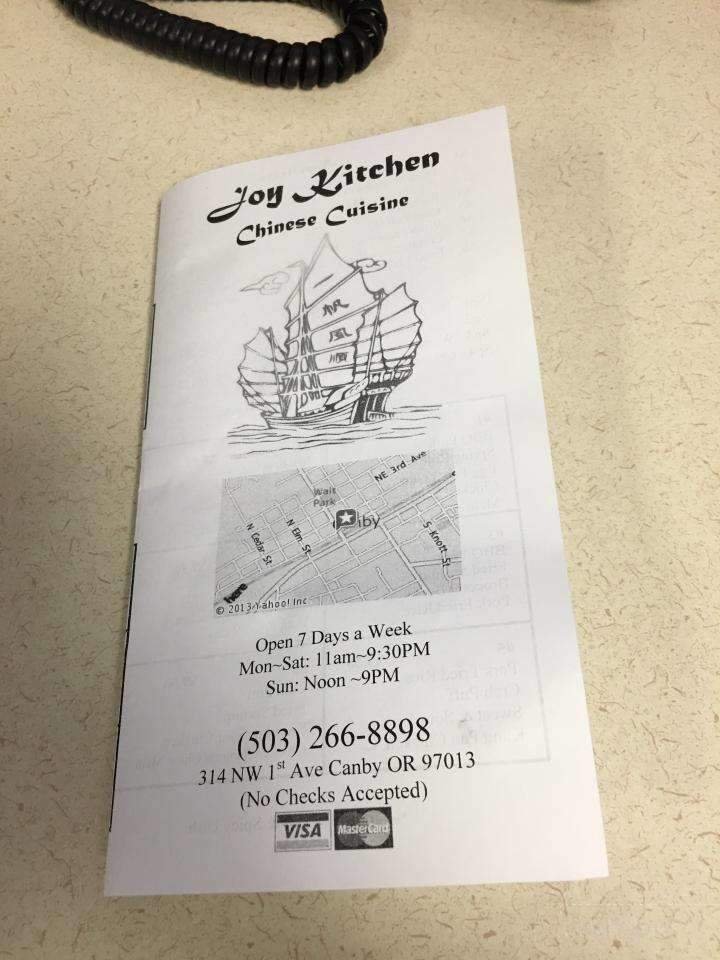 Joy Kitchen
Chinese Cuisine
帆
風
順
NE 3rd Ave
Wait
Park
iby
N Cedar St
N Elm St
S Knott St
here
© 2013 Yahoo! Inc
Open 7 Days a Week
Mon~Sat: 11am~9:30PM
Sun: Noon ~9PM
(503) 266-8898
314 NW 1st Ave Canby OR 97013
(No Checks Accepted)
VISA MasterCard